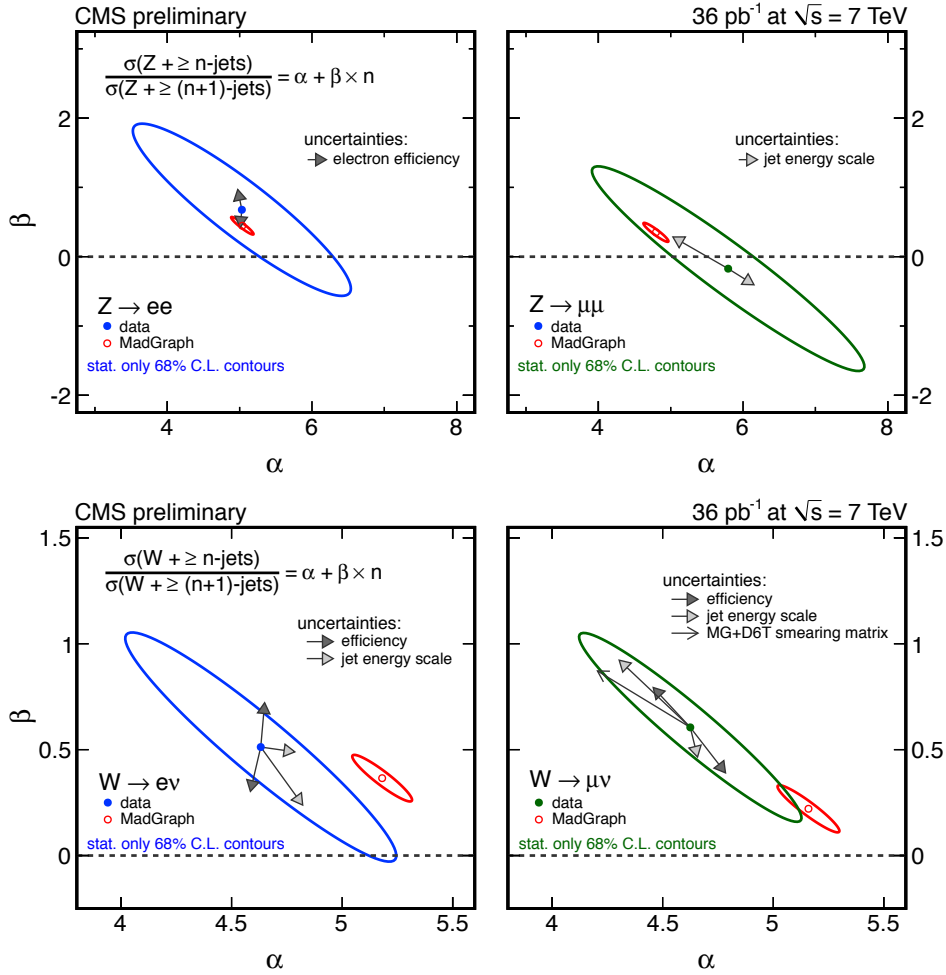 CMS preliminary
36 pb⁻¹ at √s = 7 TeV
σ(Z + ≥ n-jets)
σ(Z + ≥ (n+1)-jets) = α + β × n
uncertainties:
electron efficiency
2
0
-2
β
Z → ee
data
MadGraph
stat. only 68% C.L. contours
4
6
8
α
uncertainties:
jet energy scale
2
0
-2
Z → μμ
data
MadGraph
stat. only 68% C.L. contours
4
6
8
α
CMS preliminary
36 pb⁻¹ at √s = 7 TeV
σ(W + ≥ n-jets)
σ(W + ≥ (n+1)-jets) = α + β × n
uncertainties:
efficiency
jet energy scale
1.5
1
0.5
0
β
W → eν
data
MadGraph
stat. only 68% C.L. contours
4
4.5
5
5.5
α
uncertainties:
efficiency
jet energy scale
MG+D6T smearing matrix
1.5
1
0.5
0
W → μν
data
MadGraph
stat. only 68% C.L. contours
4
4.5
5
5.5
α